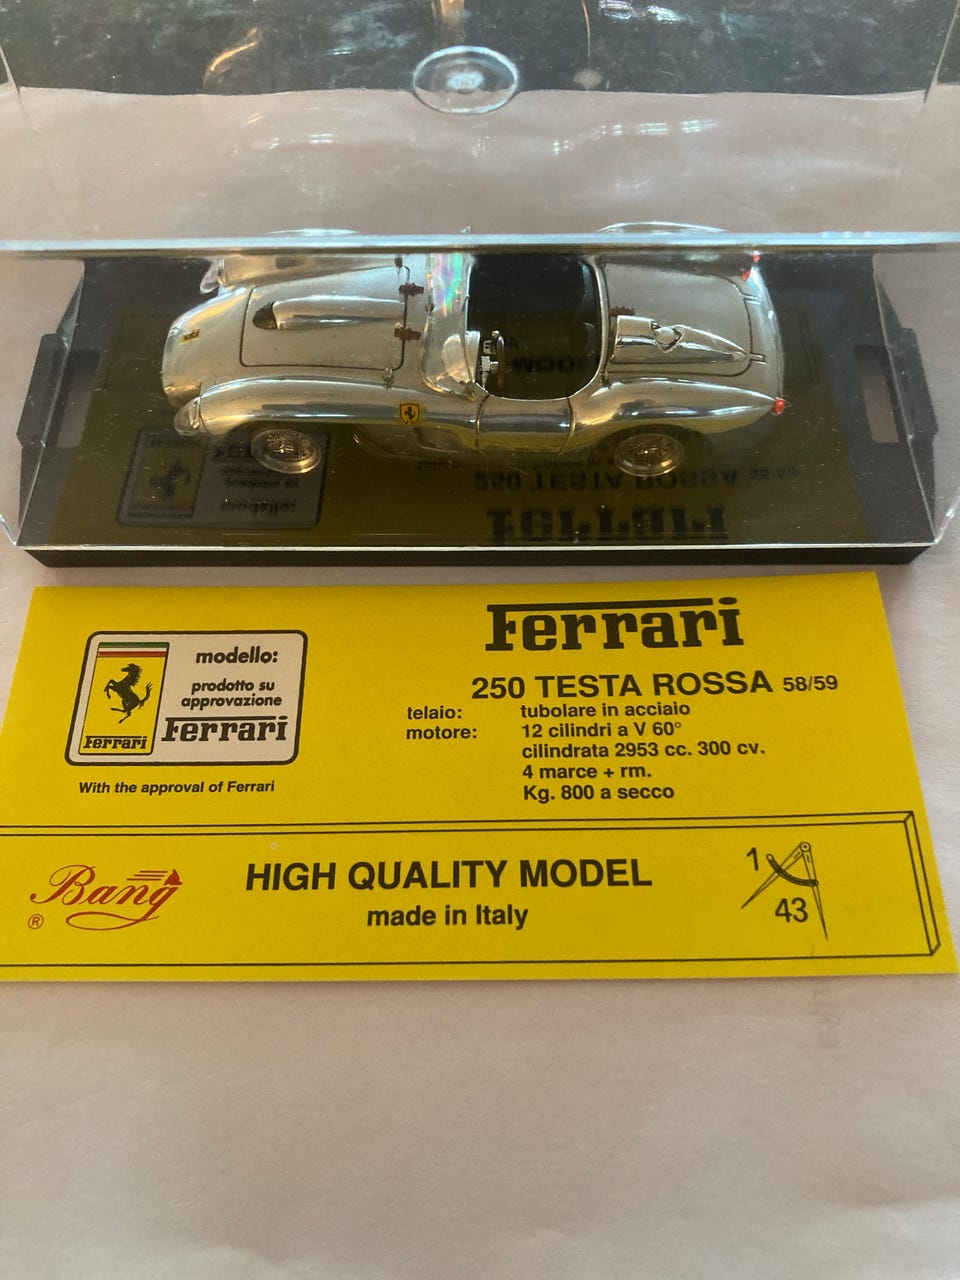 Ferrari
250 TESTA ROSSA 58/59
telaio: tubolare in acciaio
motore: 12 cilindri a V 60°
cilindrata 2953 cc. 300 cv.
4 marce + rm.
Kg. 800 a secco
modello:
prodotto su
approvazione
Ferrari
Ferrari
With the approval of Ferrari
Bang
®
HIGH QUALITY MODEL
made in Italy
1
43